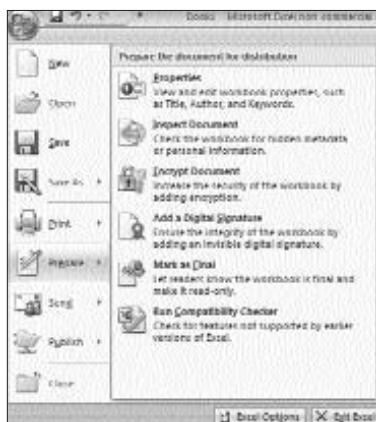 Book1 Microsoft Excel non-commercial
New
Open
Save
Save As
Print
Prepare
Send
Publish
Close
Prepare the document for distribution
Properties
View and edit workbook properties, such
as Title, Author, and Keywords.
Inspect Document
Check the workbook for hidden metadata
or personal information.
Encrypt Document
Increase the security of the workbook by
adding encryption.
Add a Digital Signature
Ensure the integrity of the workbook by
adding an invisible digital signature.
Mark as Final
Let readers know the workbook is final and
make it read-only.
Run Compatibility Checker
Check for features not supported by earlier
versions of Excel.
Excel Options
Exit Excel